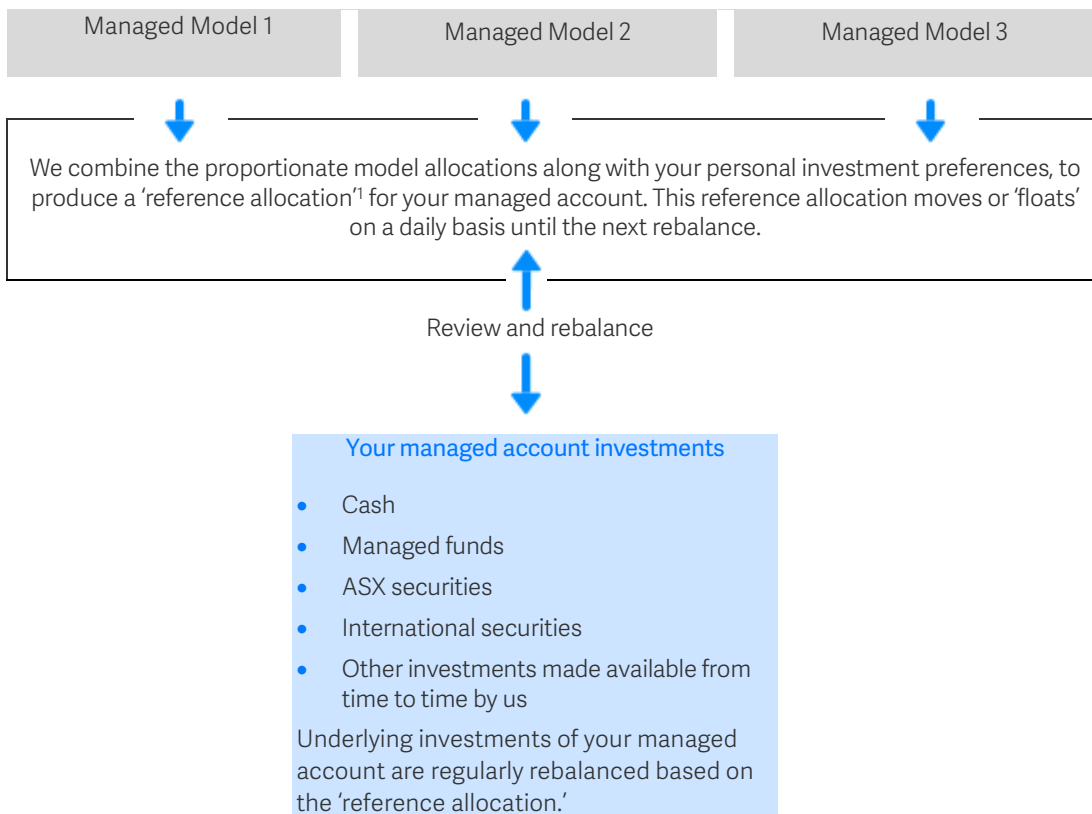 Managed Model 1
Managed Model 2
Managed Model 3
We combine the proportionate model allocations along with your personal investment preferences, to
produce a ‘reference allocation’¹ for your managed account. This reference allocation moves or ‘floats’
on a daily basis until the next rebalance.
Review and rebalance
Your managed account investments
• Cash
• Managed funds
• ASX securities
• International securities
• Other investments made available from
time to time by us
Underlying investments of your managed
account are regularly rebalanced based on
the ‘reference allocation.’